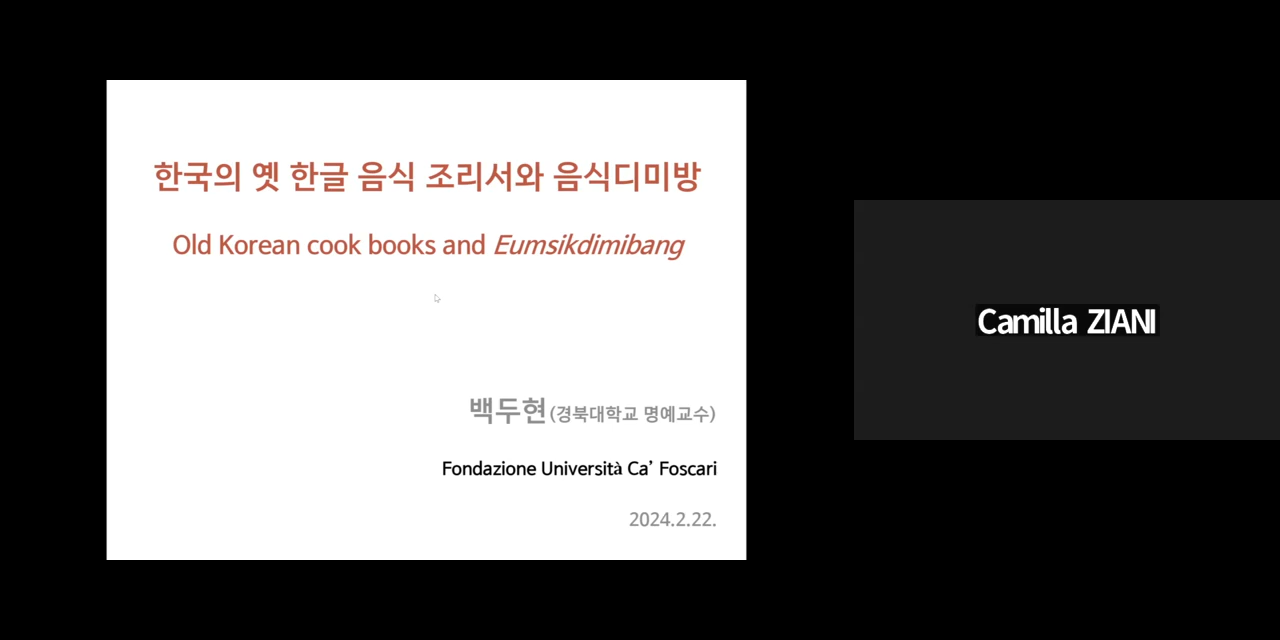 한국의 옛 한글 음식 조리서와 음식디미방
Old Korean cook books and Eumsikdimibang
백두현(경북대학교 명예교수)
Fondazione Università Ca’ Foscari
2024.2.22.
Camilla ZIANI